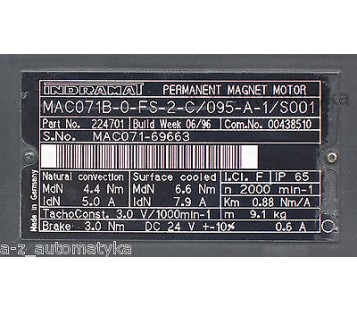 INDRAMAT PERMANENT MAGNET MOTOR
MAC071B-0-FS-2-C/095-A-1/S001
Part No. 224701 Build Week 06/96 Com.No. 00438510
S.No. MAC071-69663
Natural convection Surface cooled I.Cl. F IP 65
MdN 4.4 Nm MdN 6.6 Nm n 2000 min-1
IdN 5.0 A IdN 7.9 A Km 0.88 Nm/A
TachoConst. 3.0 V/1000min-1 m 9.1 kg
Brake: 3.0 Nm DC 24 V +-10% 0.6 A
Made in Germany
a-z_automatyka
a-z_automatyka